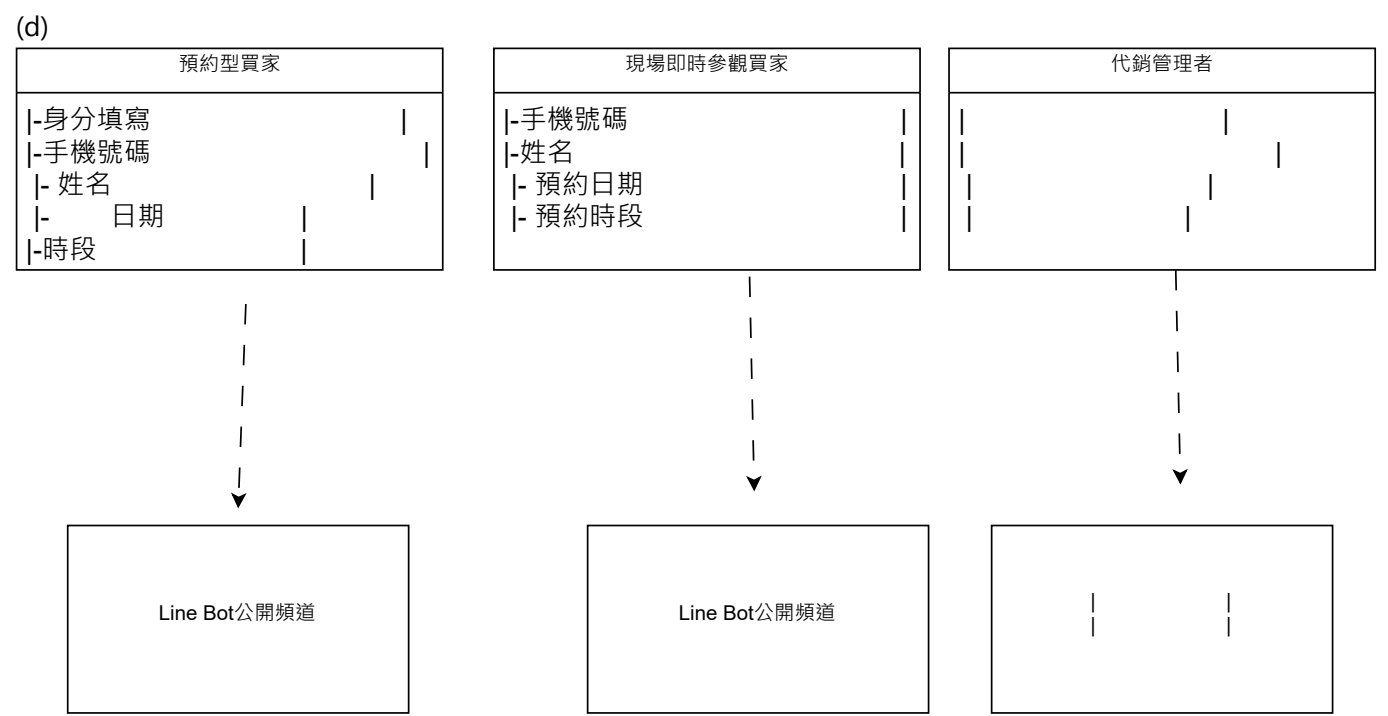 (d)
預約型買家
|-身分填寫 |
|-手機號碼 |
|- 姓名 |
|- 日期 |
|-時段 |
現場即時參觀買家
|-手機號碼 |
|-姓名 |
|- 預約日期 |
|- 預約時段 |
代銷管理者
| |
| |
| |
| |
Line Bot公開頻道
Line Bot公開頻道
| |
| |